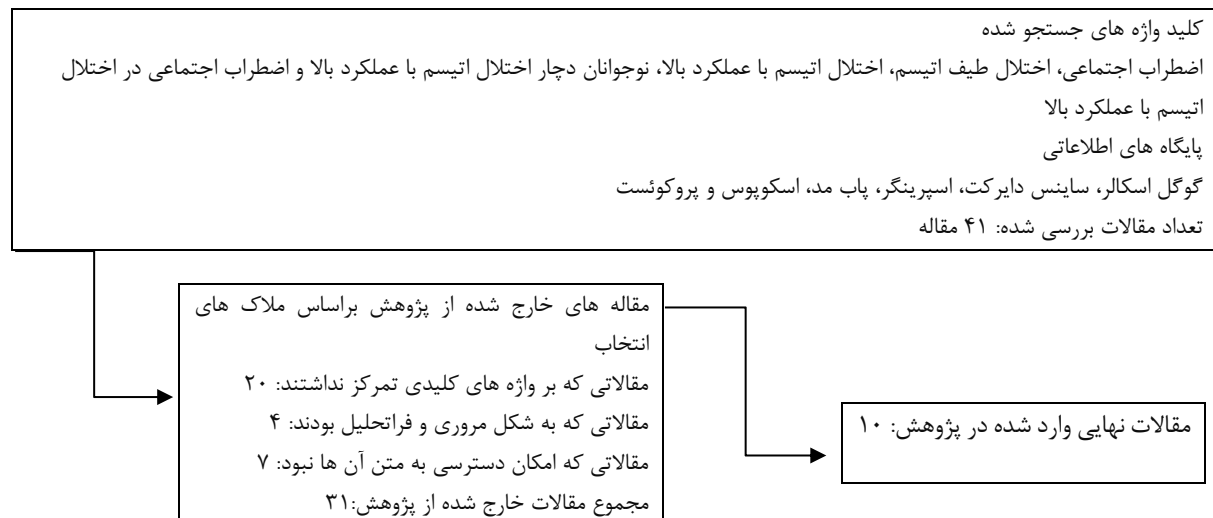 کلید واژه های جستجو شده
اضطراب اجتماعی، اختلال طیف اتیسم، اختلال اتیسم با عملکرد بالا، نوجوانان دچار اختلال اتیسم با عملکرد بالا و اضطراب اجتماعی در اختلال
اتیسم با عملکرد بالا
پایگاه های اطلاعاتی
گوگل اسکالر، ساینس دایرکت، اسپرینگر، پاب مد، اسکوپوس و پروکوئست
تعداد مقالات بررسی شده: ۴۱ مقاله
مقاله های خارج شده از پژوهش براساس ملاک های
انتخاب
مقالاتی که بر واژه های کلیدی تمرکز نداشتند: ۲۰
مقالاتی که به شکل مروری و فراتحلیل بودند: ۴
مقالاتی که امکان دسترسی به متن آن ها نبود: ۷
مجموع مقالات خارج شده از پژوهش:۳۱
مقالات نهایی وارد شده در پژوهش: ۱۰